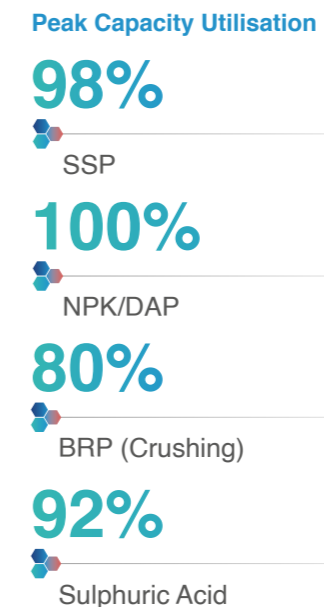 Peak Capacity Utilisation
98%
SSP
100%
NPK/DAP
80%
BRP (Crushing)
92%
Sulphuric Acid